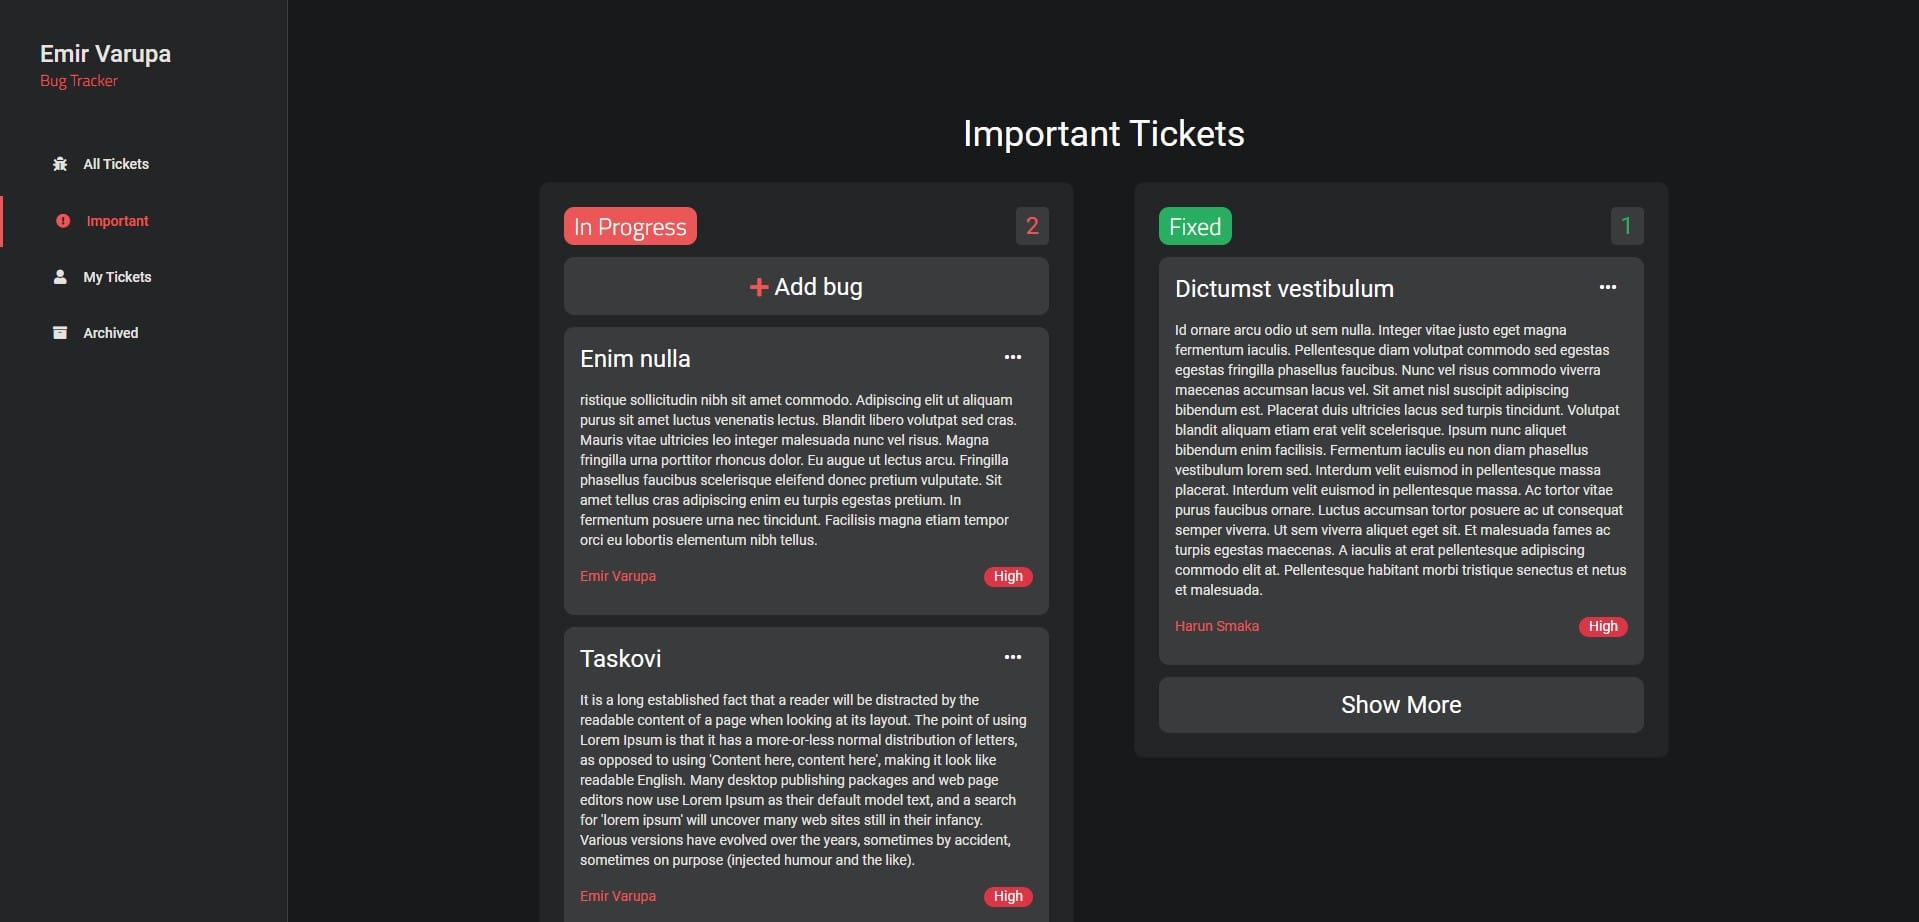 Emir Varupa
Bug Tracker
All Tickets
Important
My Tickets
Archived
Important Tickets
In Progress
2
Add bug
Enim nulla
ristique sollicitudin nibh sit amet commodo. Adipiscing elit ut aliquam
purus sit amet luctus venenatis lectus. Blandit libero volutpat sed cras.
Mauris vitae ultricies leo integer malesuada nunc vel risus. Magna
fringilla urna porttitor rhoncus dolor. Eu augue ut lectus arcu. Fringilla
phasellus faucibus scelerisque eleifend donec pretium vulputate. Sit
amet tellus cras adipiscing enim eu turpis egestas pretium. In
fermentum posuere urna nec tincidunt. Facilisis magna etiam tempor
orci eu lobortis elementum nibh tellus.
Emir Varupa
High
Taskovi
It is a long established fact that a reader will be distracted by the
readable content of a page when looking at its layout. The point of using
Lorem Ipsum is that it has a more-or-less normal distribution of letters,
as opposed to using 'Content here, content here', making it look like
readable English. Many desktop publishing packages and web page
editors now use Lorem Ipsum as their default model text, and a search
for 'lorem ipsum' will uncover many web sites still in their infancy.
Various versions have evolved over the years, sometimes by accident,
sometimes on purpose (injected humour and the like).
Emir Varupa
High
Fixed
1
Dictumst vestibulum
Id ornare arcu odio ut sem nulla. Integer vitae justo eget magna
fermentum iaculis. Pellentesque diam volutpat commodo sed egestas
egestas fringilla phasellus faucibus. Nunc vel risus commodo viverra
maecenas accumsan lacus vel. Sit amet nisl suscipit adipiscing
bibendum est. Placerat duis ultricies lacus sed turpis tincidunt. Volutpat
blandit aliquam etiam erat velit scelerisque. Ipsum nunc aliquet
bibendum enim facilisis. Fermentum iaculis eu non diam phasellus
vestibulum lorem sed. Interdum velit euismod in pellentesque massa
placerat. Interdum velit euismod in pellentesque massa. Ac tortor vitae
purus faucibus ornare. Luctus accumsan tortor posuere ac ut consequat
semper viverra. Ut sem viverra aliquet eget sit. Et malesuada fames ac
turpis egestas maecenas. A iaculis at erat pellentesque adipiscing
commodo elit at. Pellentesque habitant morbi tristique senectus et netus
et malesuada.
Harun Smaka
High
Show More